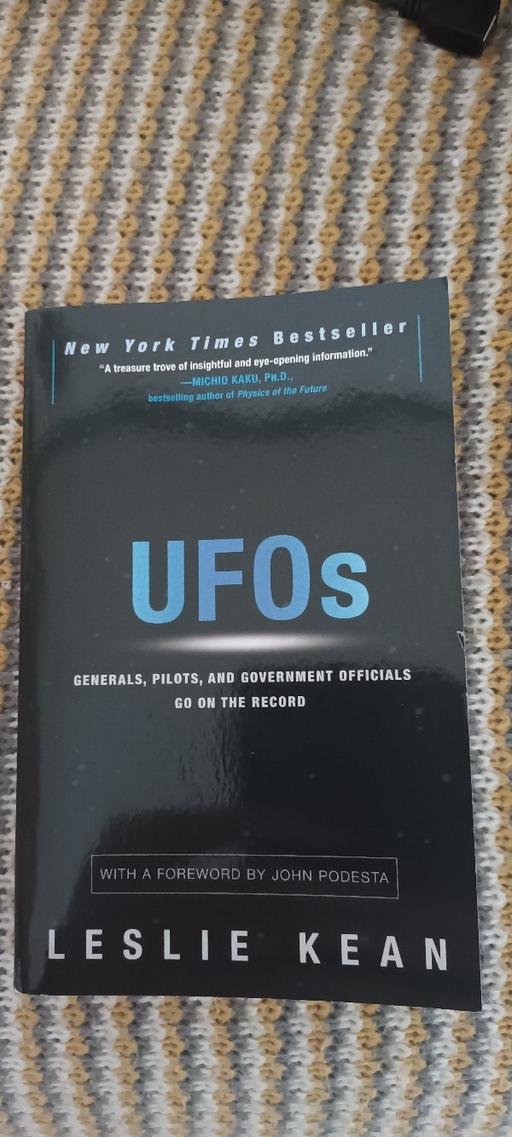 New York Times Bestseller
“A treasure trove of insightful and eye-opening information.”
—MICHIO KAKU, PH.D.,
bestselling author of Physics of the Future
UFOs
GENERALS, PILOTS, AND GOVERNMENT OFFICIALS
GO ON THE RECORD
WITH A FOREWORD BY JOHN PODESTA
LESLIE KEAN